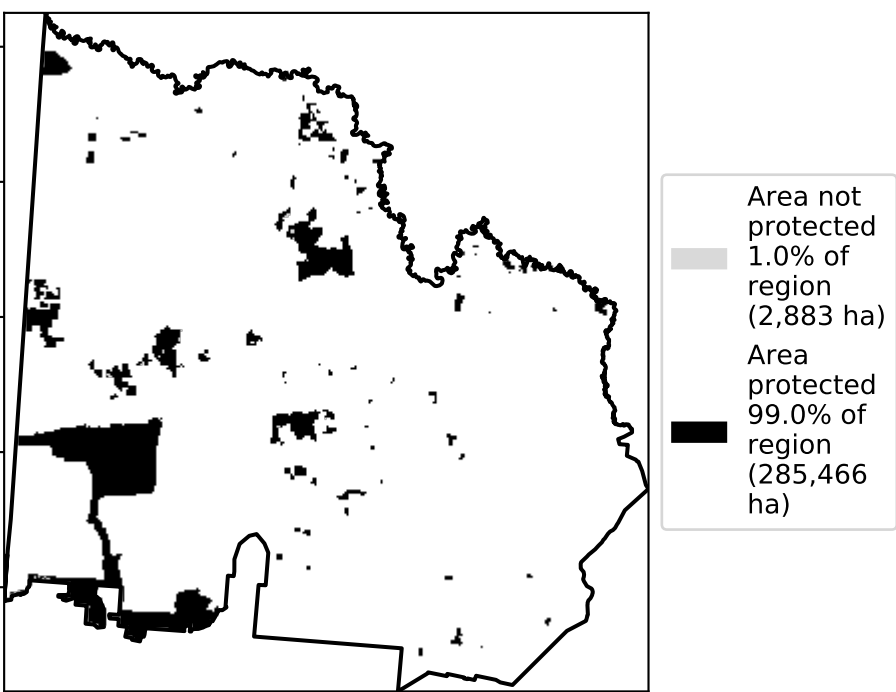 Area not
protected
1.0% of
region
(2,883 ha)
Area
protected
99.0% of
region
(285,466
ha)